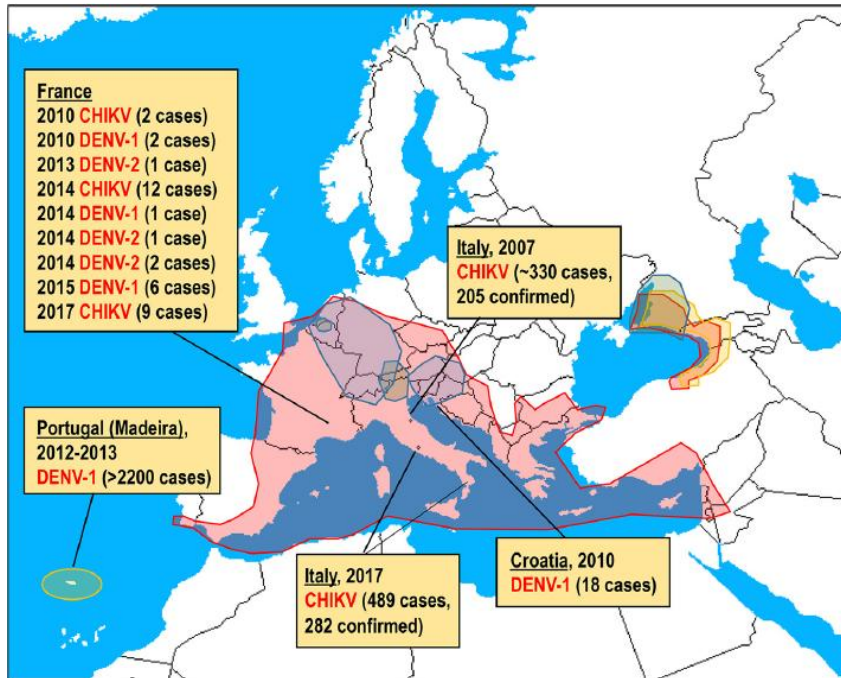 France
2010 CHIKV (2 cases)
2010 DENV-1 (2 cases)
2013 DENV-2 (1 case)
2014 CHIKV (12 cases)
2014 DENV-1 (1 case)
2014 DENV-2 (1 case)
2014 DENV-2 (2 cases)
2015 DENV-1 (6 cases)
2017 CHIKV (9 cases)
Italy, 2007
CHIKV (~330 cases,
205 confirmed)
Portugal (Madeira),
2012-2013
DENV-1 (>2200 cases)
Italy, 2017
CHIKV (489 cases,
282 confirmed)
Croatia, 2010
DENV-1 (18 cases)